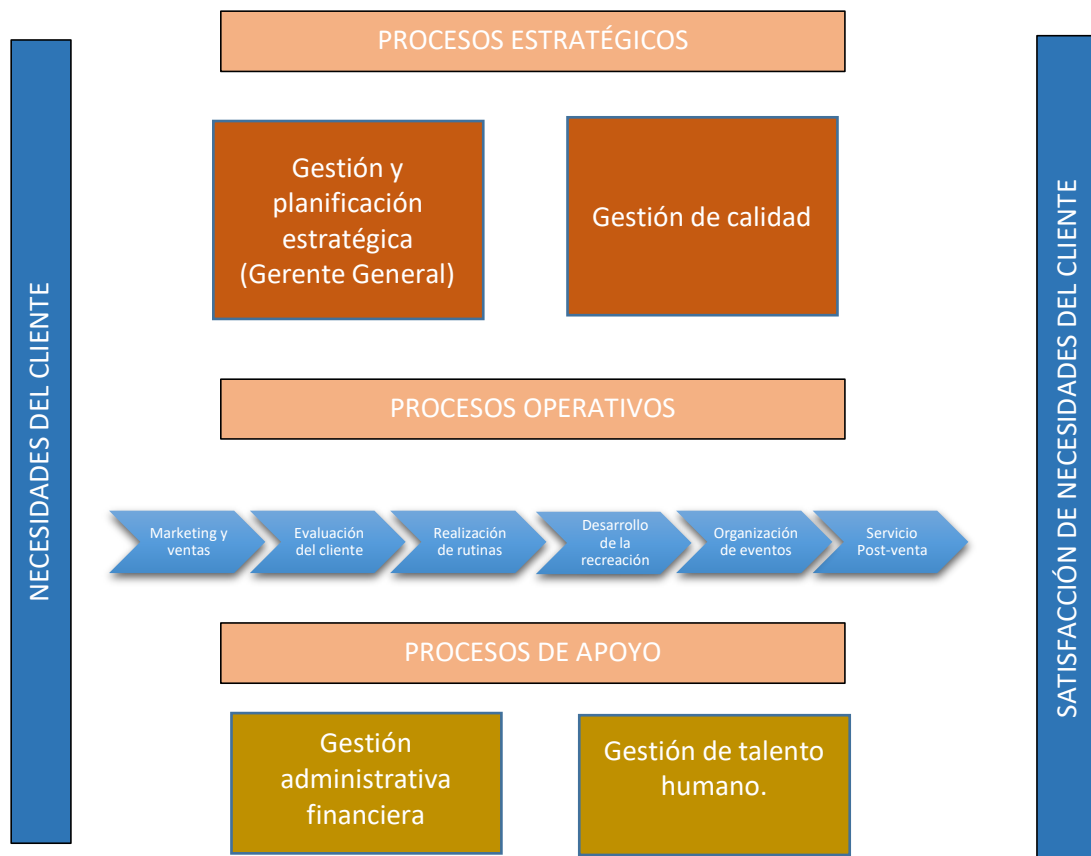 PROCESOS ESTRATÉGICOS
NECESIDADES DEL CLIENTE
Gestión y
planificación
estratégica
(Gerente General)
Gestión de calidad
SATISFACCIÓN DE NECESIDADES DEL CLIENTE
PROCESOS OPERATIVOS
Marketing y
ventas
Evaluación
del cliente
Realización
de rutinas
Desarrollo
de la
recreación
Organización
de eventos
Servicio
Post-venta
PROCESOS DE APOYO
Gestión
administrativa
financiera
Gestión de talento
humano.